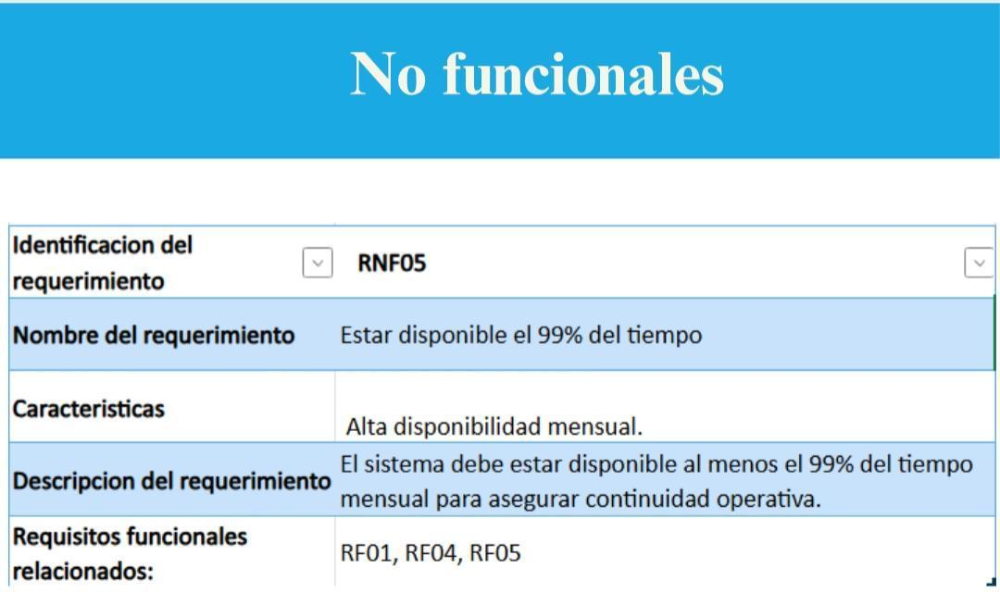 No funcionales
Identificacion del
requerimiento
RNF05
Nombre del requerimiento
Estar disponible el 99% del tiempo
Caracteristicas
Alta disponibilidad mensual.
Descripcion del requerimiento
El sistema debe estar disponible al menos el 99% del tiempo
mensual para asegurar continuidad operativa.
Requisitos funcionales
relacionados:
RF01, RF04, RF05